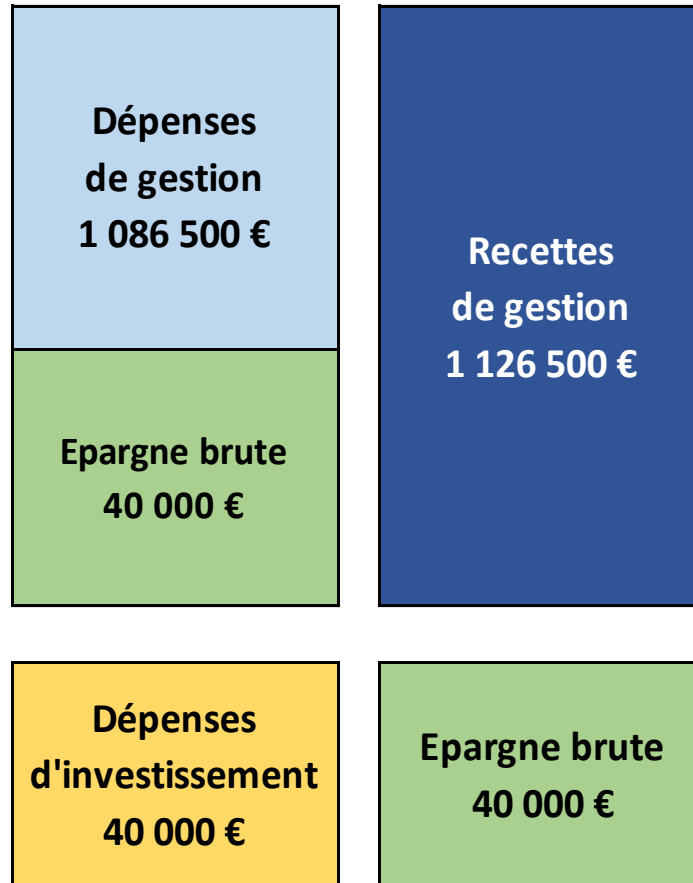 Dépenses
de gestion
1 086 500 €
Recettes
de gestion
1 126 500 €
Epargne brute
40 000 €
Dépenses
d'investissement
40 000 €
Epargne brute
40 000 €